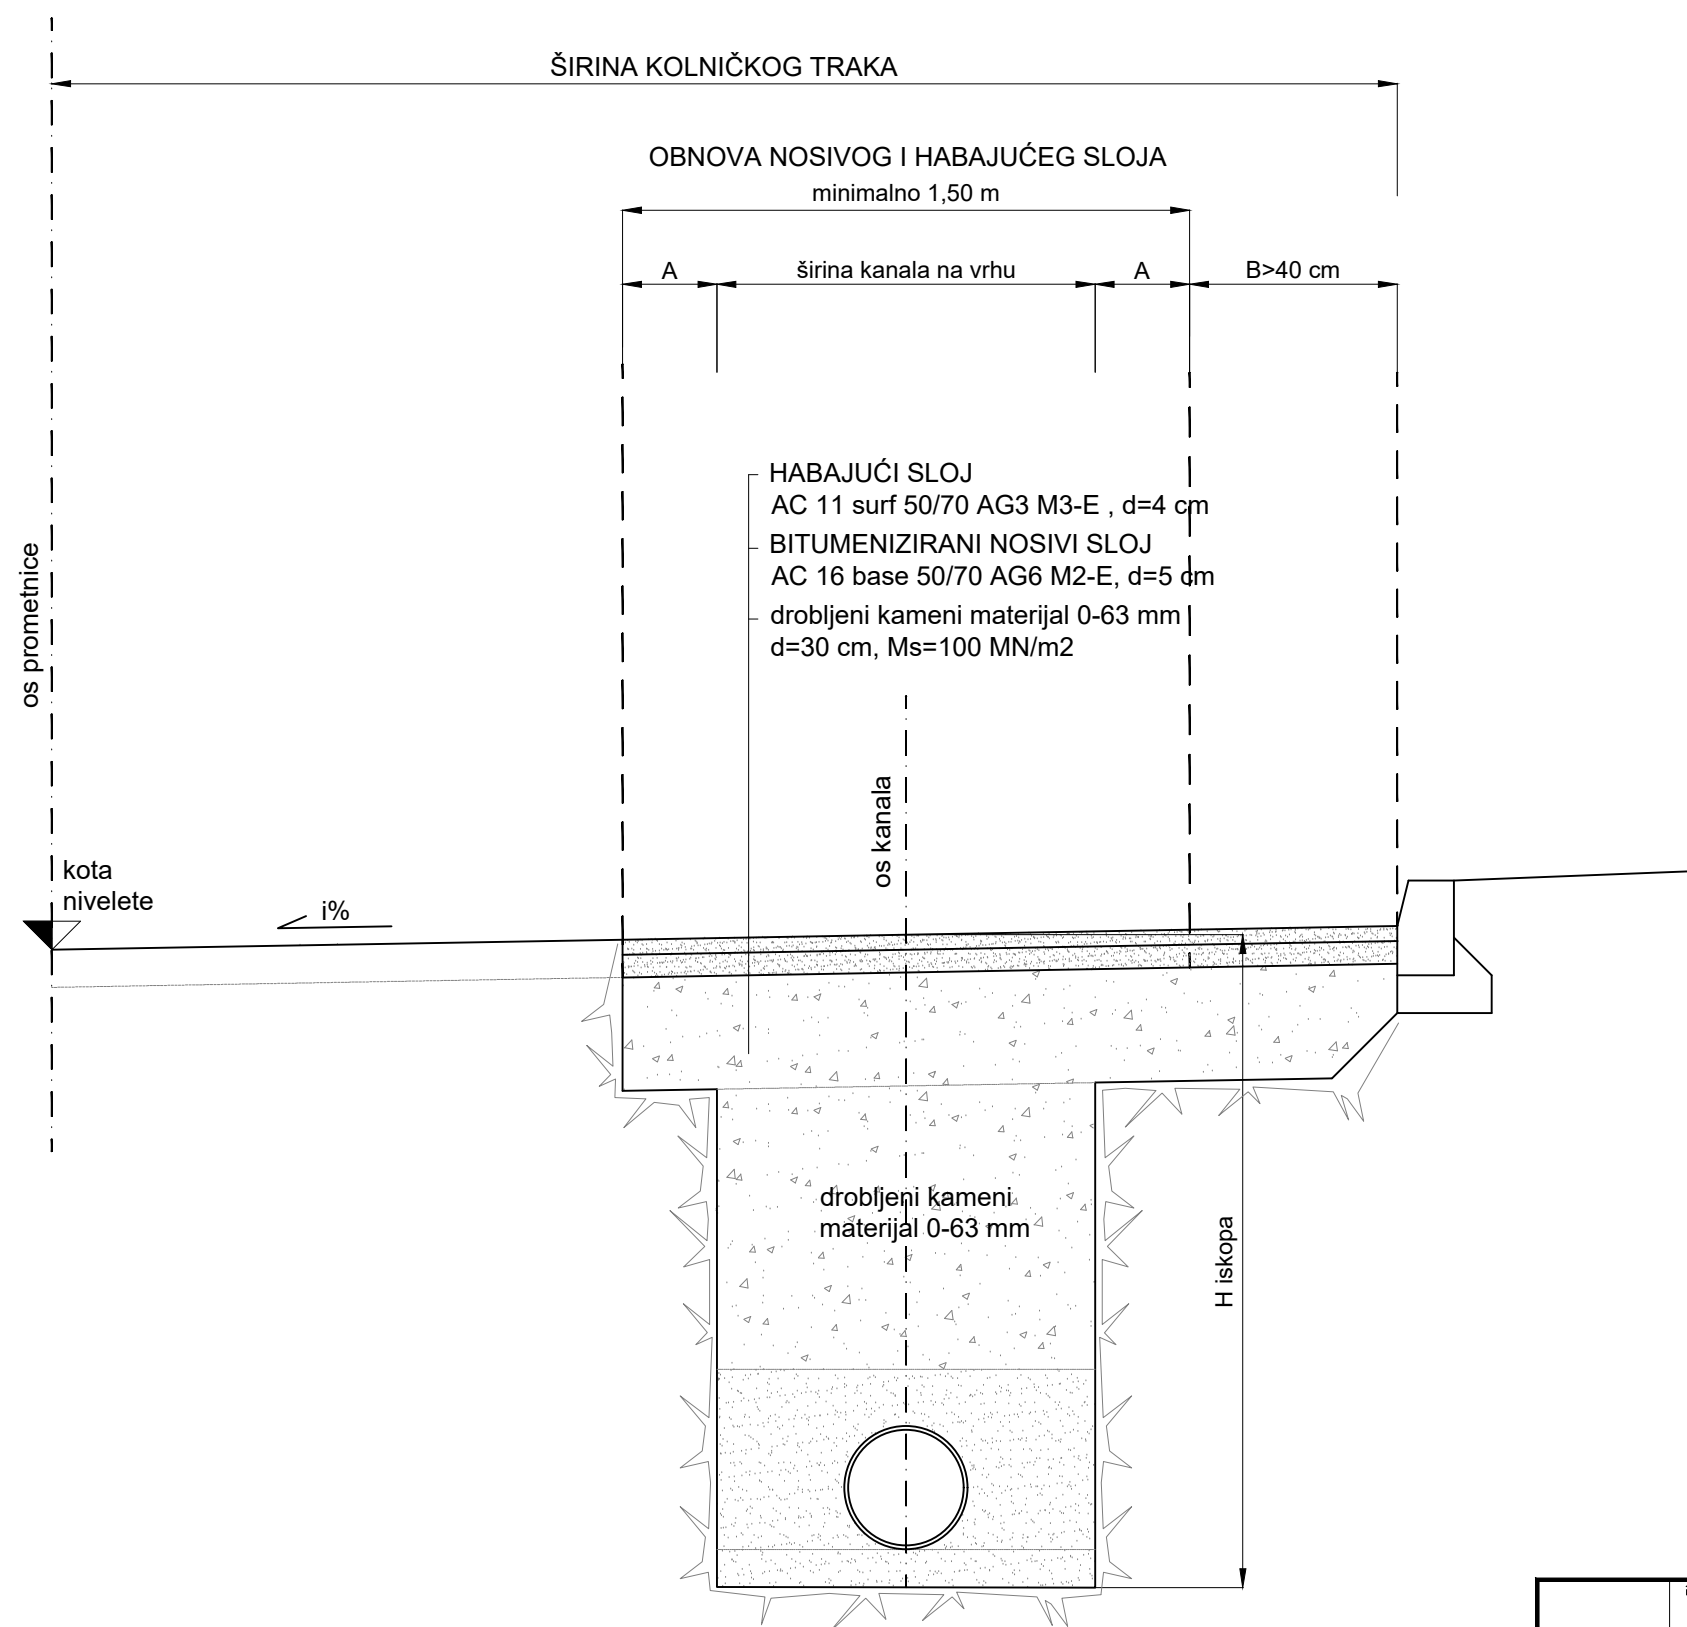 ŠIRINA KOLNIČKOG TRAKA
OBNOVA NOSIVOG I HABAJUĆEG SLOJA
minimalno 1,50 m
A
širina kanala na vrhu
A
B>40 cm
HABAJUĆI SLOJ
AC 11 surf 50/70 AG3 M3-E , d=4 cm
BITUMENIZIRANI NOSIVI SLOJ
AC 16 base 50/70 AG6 M2-E, d=5 cm
drobljeni kameni materijal 0-63 mm
d=30 cm, Ms=100 MN/m2
os prometnice
os kanala
kota
nivelete
i%
drobljeni kameni
materijal 0-63 mm
H iskopa